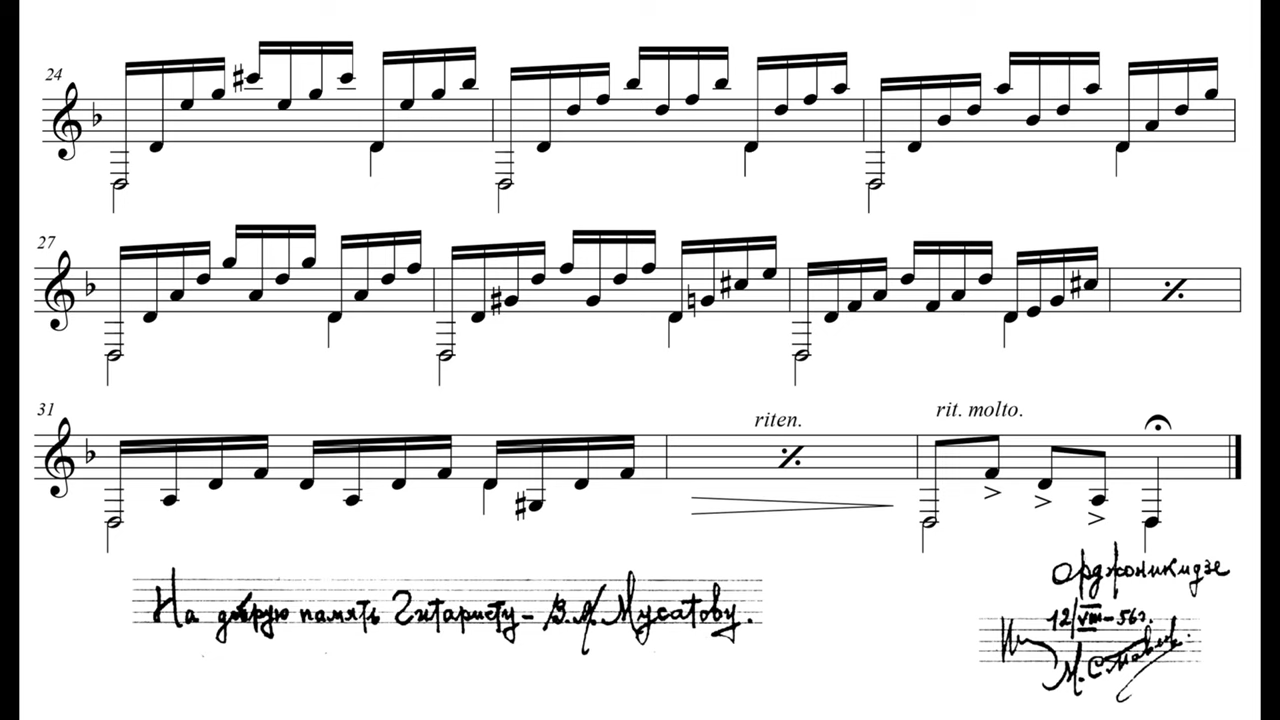 24
27
31
riten.
rit. molto.
На добрую память Гитаристу - В.А. Мусатову.
Орджоникидзе
12/VIII-56г.